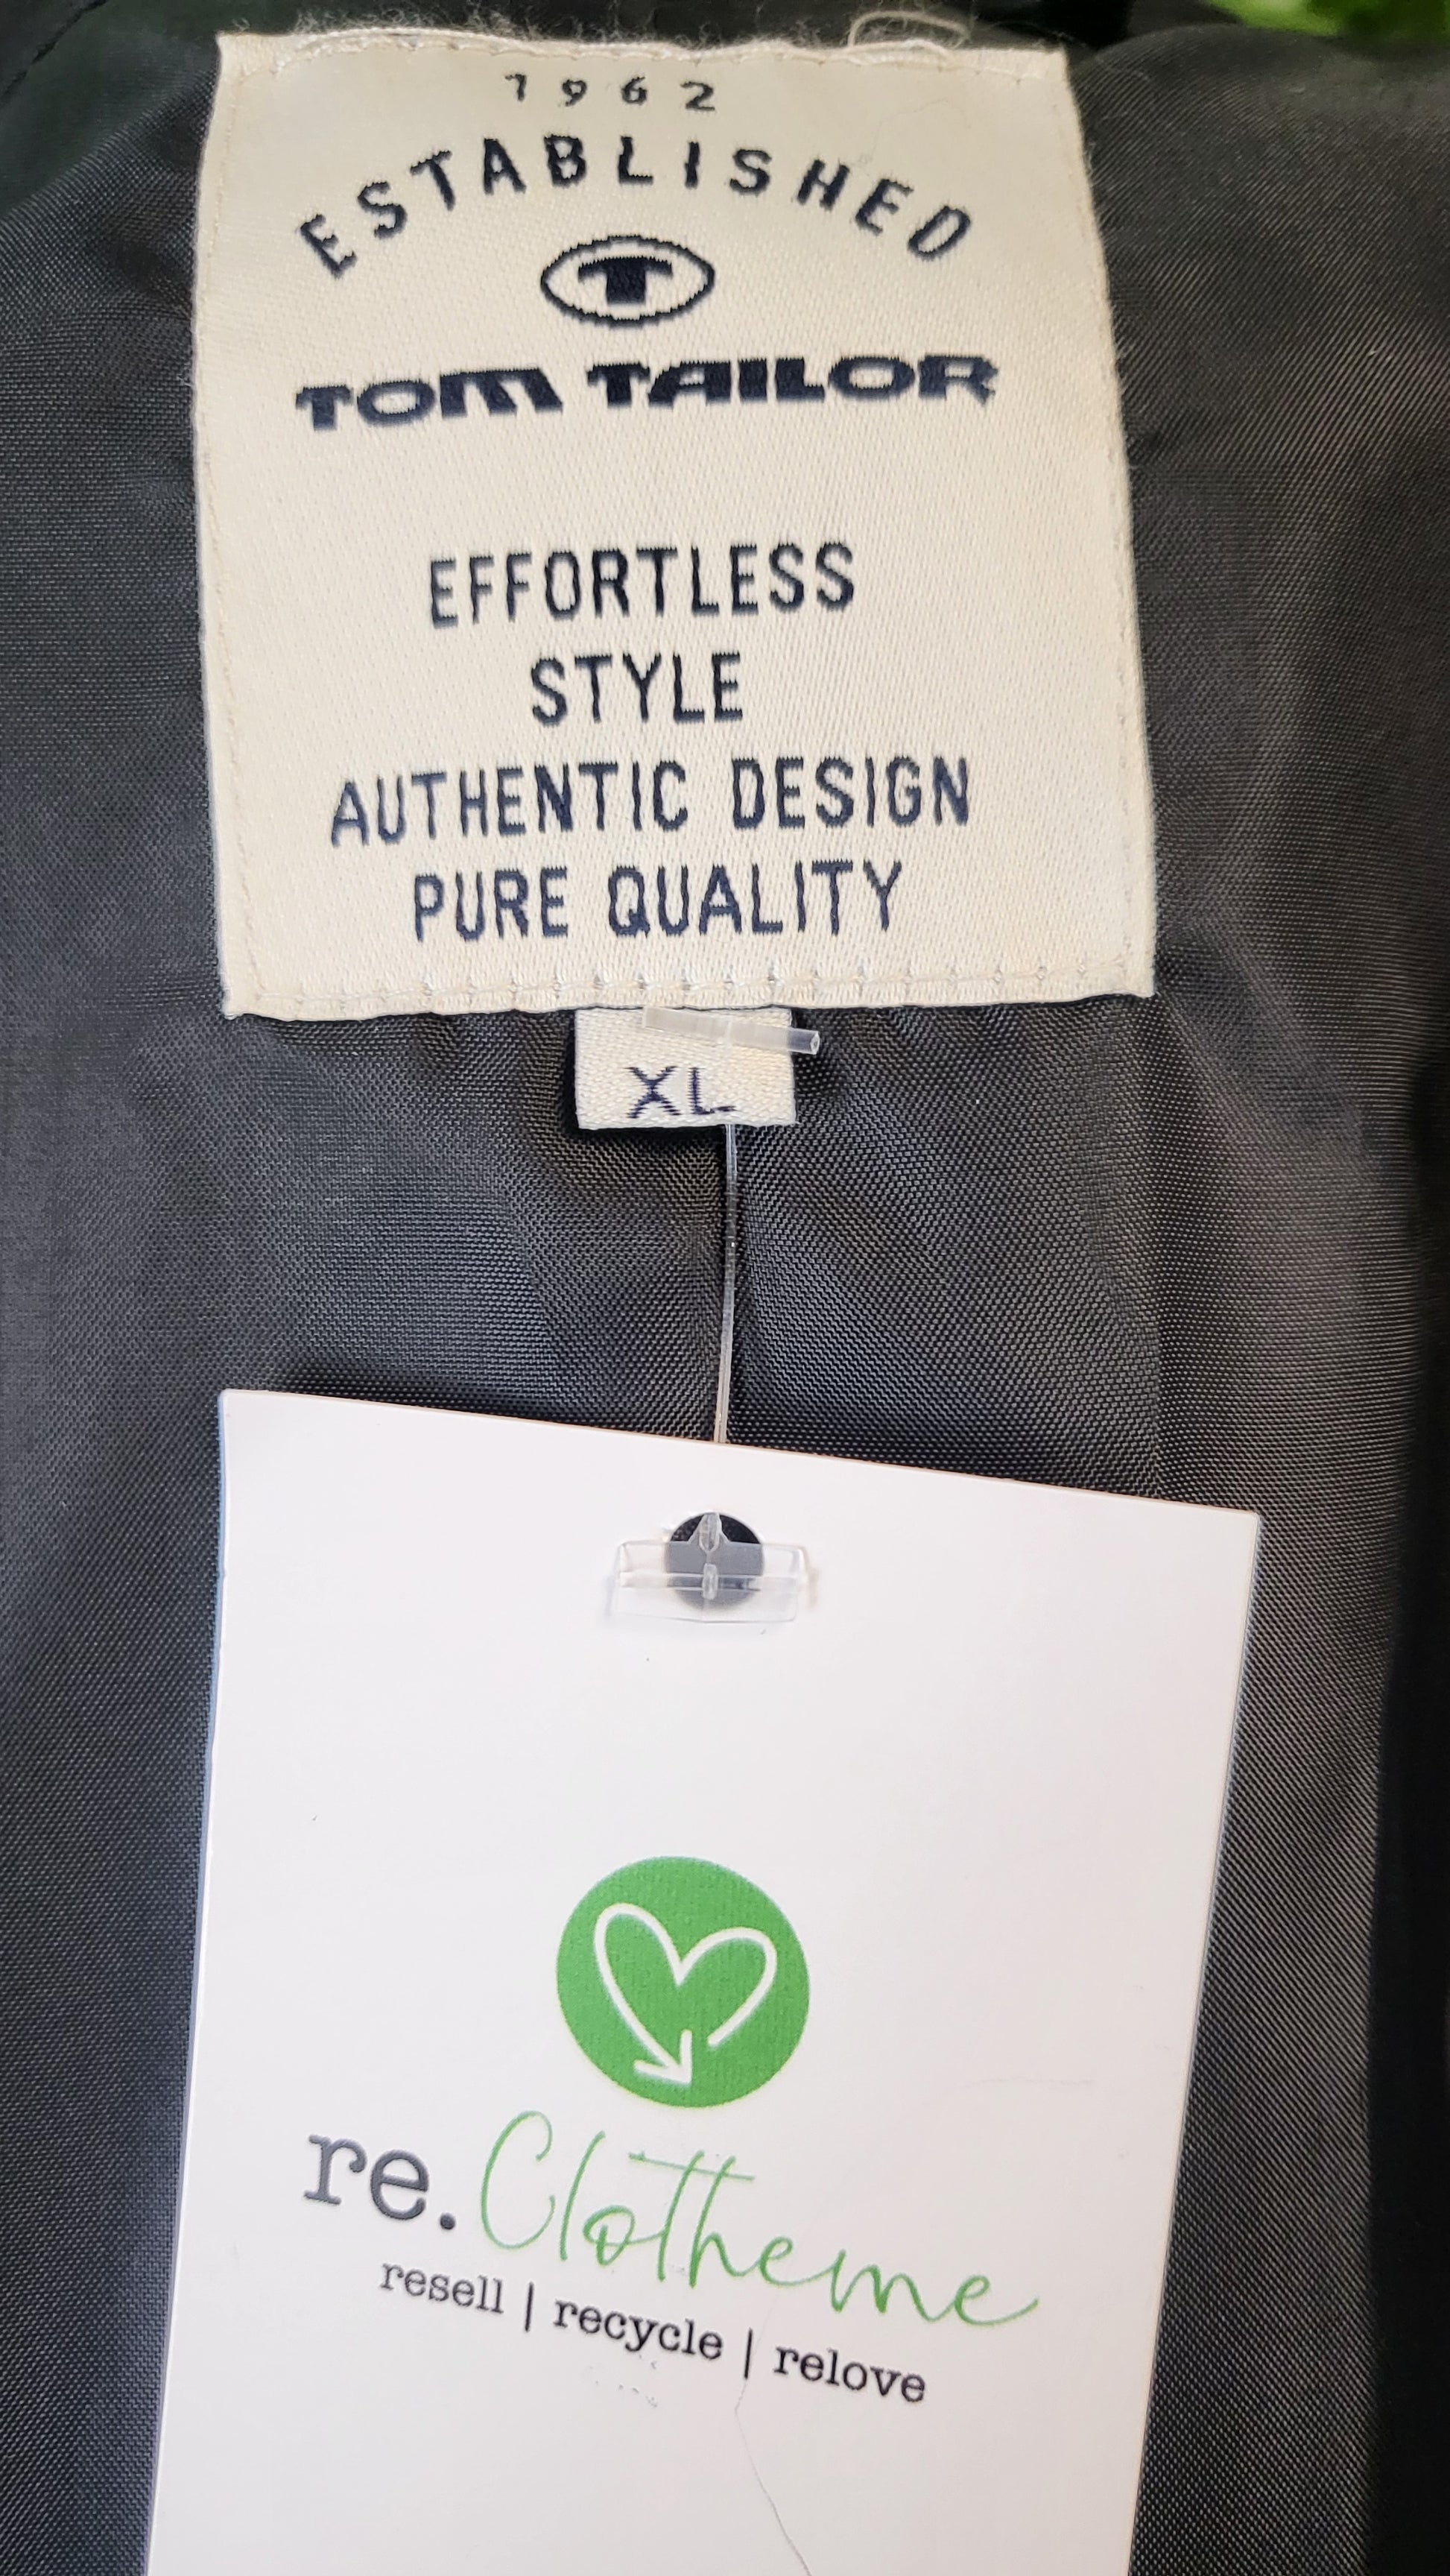 1962
ESTABLISHED
T
TOM TAILOR
EFFORTLESS
STYLE
AUTHENTIC DESIGN
PURE QUALITY
XL
re.Clotheme
resell | recycle | relove